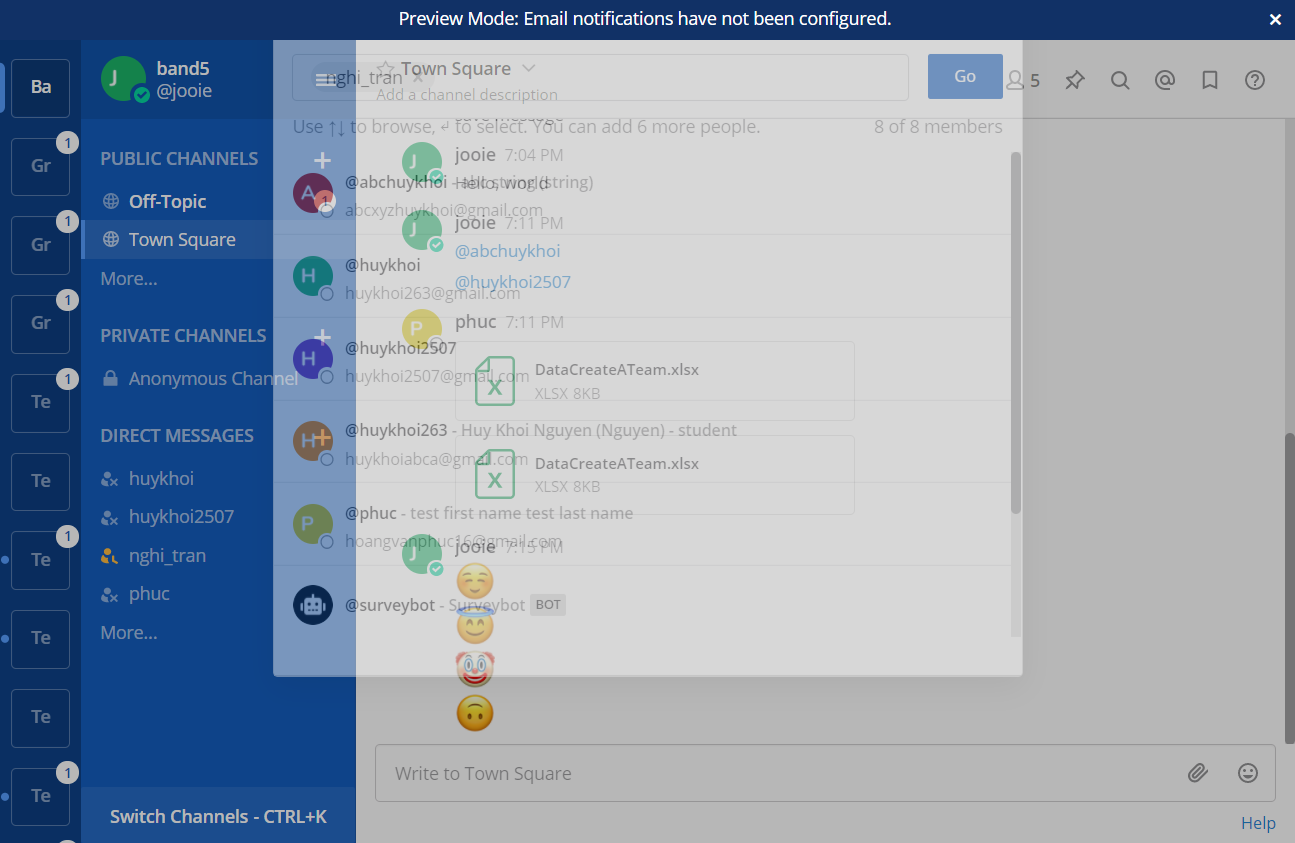 Preview Mode: Email notifications have not been configured.
Ba
Gr
1
Gr
1
Gr
1
Te
1
Te
Te
1
Te
Te
Te
1
J
band5
@jooie
PUBLIC CHANNELS
Off-Topic
1
Town Square
More...
PRIVATE CHANNELS
Anonymous Channel
DIRECT MESSAGES
huykhoi
huykhoi2507
nghi_tran
phuc
More...
Switch Channels - CTRL+K
nghi_tran x
Go
Use ↑↓ to browse, ↵ to select. You can add 6 more people.
8 of 8 members
A
@abchuykhoi - abc string (string)
abcxyzhuykhoi@gmail.com
H
@huykhoi
huykhoi263@gmail.com
H
@huykhoi2507
huykhoi2507@gmail.com
H
@huykhoi263 - Huy Khoi Nguyen (Nguyen) - student
huykhoiabca@gmail.com
P
@phuc - test first name test last name
hoangvanphuc16@gmail.com
@surveybot - Surveybot BOT
Town Square
Add a channel description
5
save message
J
jooie 7:04 PM
Hello, world
J
jooie 7:11 PM
@abchuykhoi
@huykhoi2507
P
phuc 7:11 PM
X
DataCreateATeam.xlsx
XLSX 8KB
X
DataCreateATeam.xlsx
XLSX 8KB
J
jooie 7:15 PM
Write to Town Square
Help